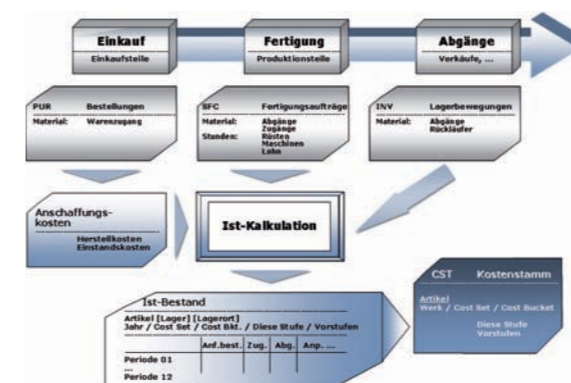 Einkauf
Einkaufsteile
Fertigung
Produktionsteile
Abgänge
Verkäufe, ...
PUR Bestellungen
Material: Warenzugang
SFC Fertigungsaufträge
Material: Abgänge
Zugänge
Stunden: Rüsten
Maschinen
Lohn
INV Lagerbewegungen
Material: Abgänge
Rückläufer
Anschaffungs-
kosten
Herstellkosten
Einstandskosten
Ist-Kalkulation
CST Kostenstamm
Artikel
Werk / Cost Set / Cost Bucket
Diese Stufe
Vorstufen
Ist-Bestand
Artikel [Lager] [Lagerort]
Jahr / Cost Set / Cost Bkt. / Diese Stufe / Vorstufen
Anf.best. Zug. Abg. Anp. ...
Periode 01
...
Periode 12